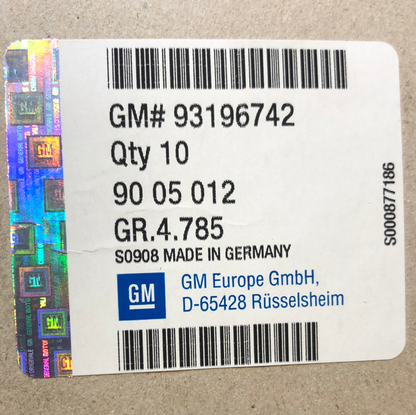 GM# 93196742
Qty 10
90 05 012
GR.4.785
S0908 MADE IN GERMANY
GM
GM Europe GmbH,
D-65428 Rüsselsheim
S000877186